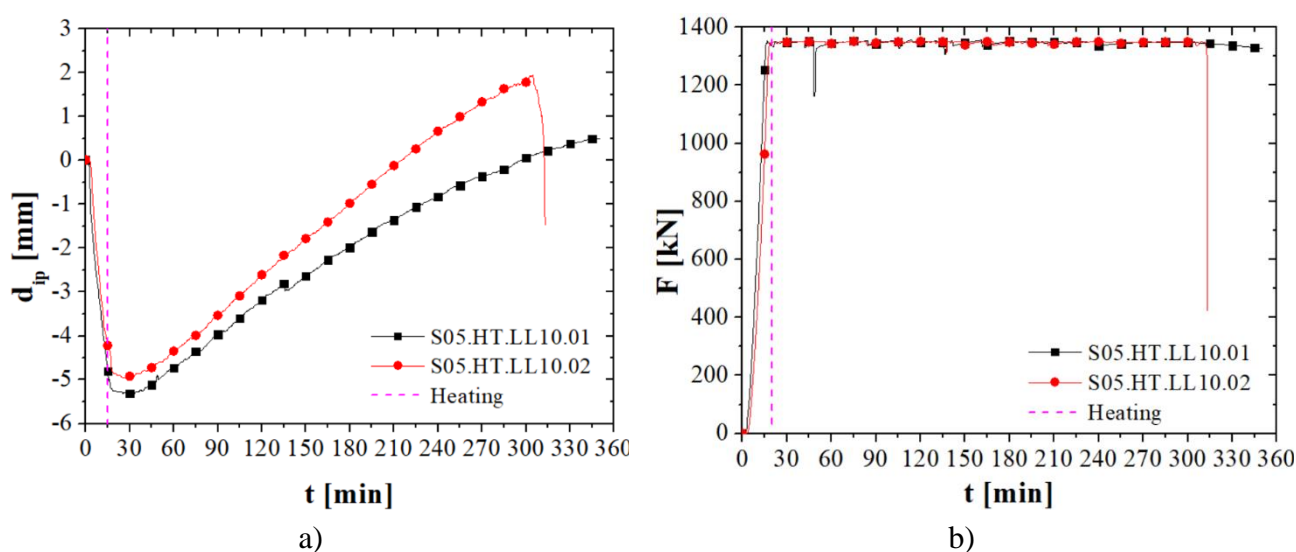 3
2
1
0
-1
-2
-3
-4
-5
-6
d_ip [mm]
S05.HT.LL10.01
S05.HT.LL10.02
Heating
0 30 60 90 120 150 180 210 240 270 300 330 360
t [min]
a)
1400
1200
1000
800
600
400
200
0
F [kN]
S05.HT.LL10.01
S05.HT.LL10.02
Heating
0 30 60 90 120 150 180 210 240 270 300 330 360
t [min]
b)